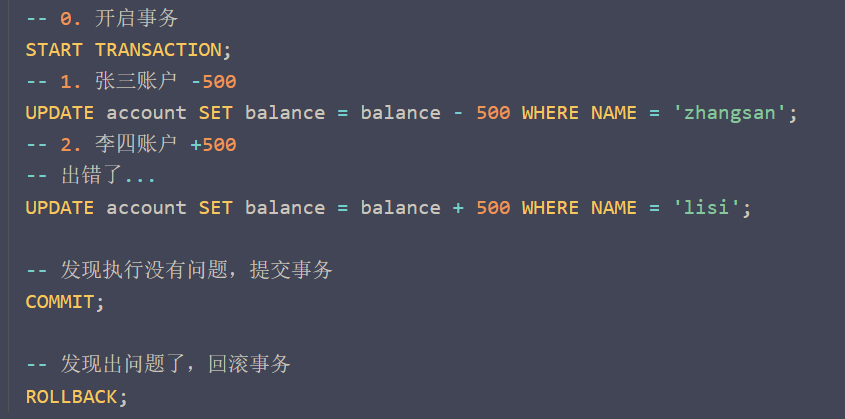 -- 0. 开启事务
START TRANSACTION;
-- 1. 张三账户 -500
UPDATE account SET balance = balance - 500 WHERE NAME = 'zhangsan';
-- 2. 李四账户 +500
-- 出错了...
UPDATE account SET balance = balance + 500 WHERE NAME = 'lisi';
-- 发现执行没有问题，提交事务
COMMIT;
-- 发现出问题了，回滚事务
ROLLBACK;